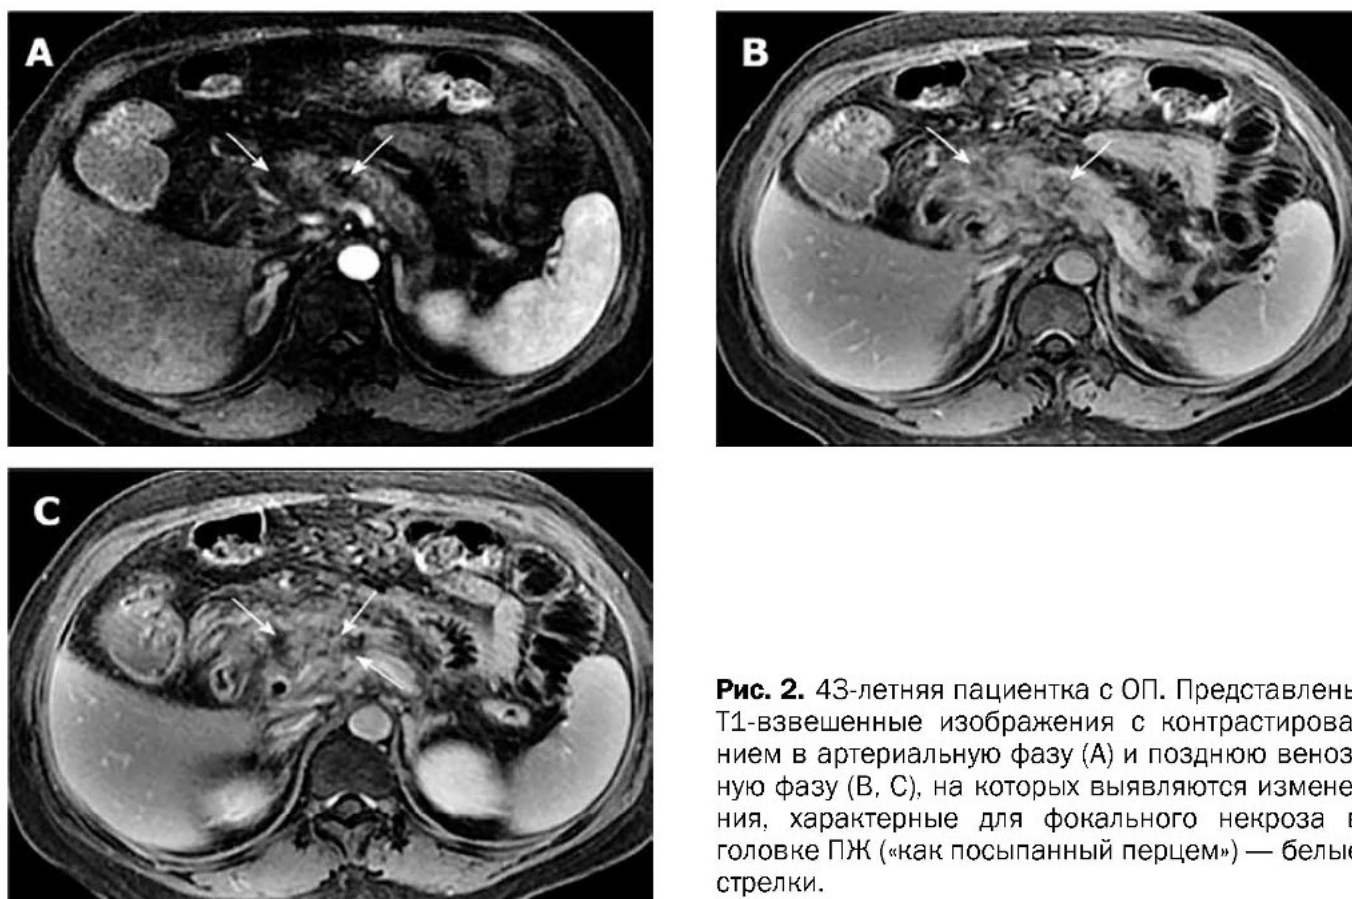 A
B
C
Рис. 2. 43-летняя пациентка с ОП. Представлень
Т1-взвешенные изображения с контрастирова
нием в артериальную фазу (А) и позднюю веноз
ную фазу (В, С), на которых выявляются измене
ния, характерные для фокального некроза в
головке ПЖ («как посыпанный перцем») — белые
стрелки.